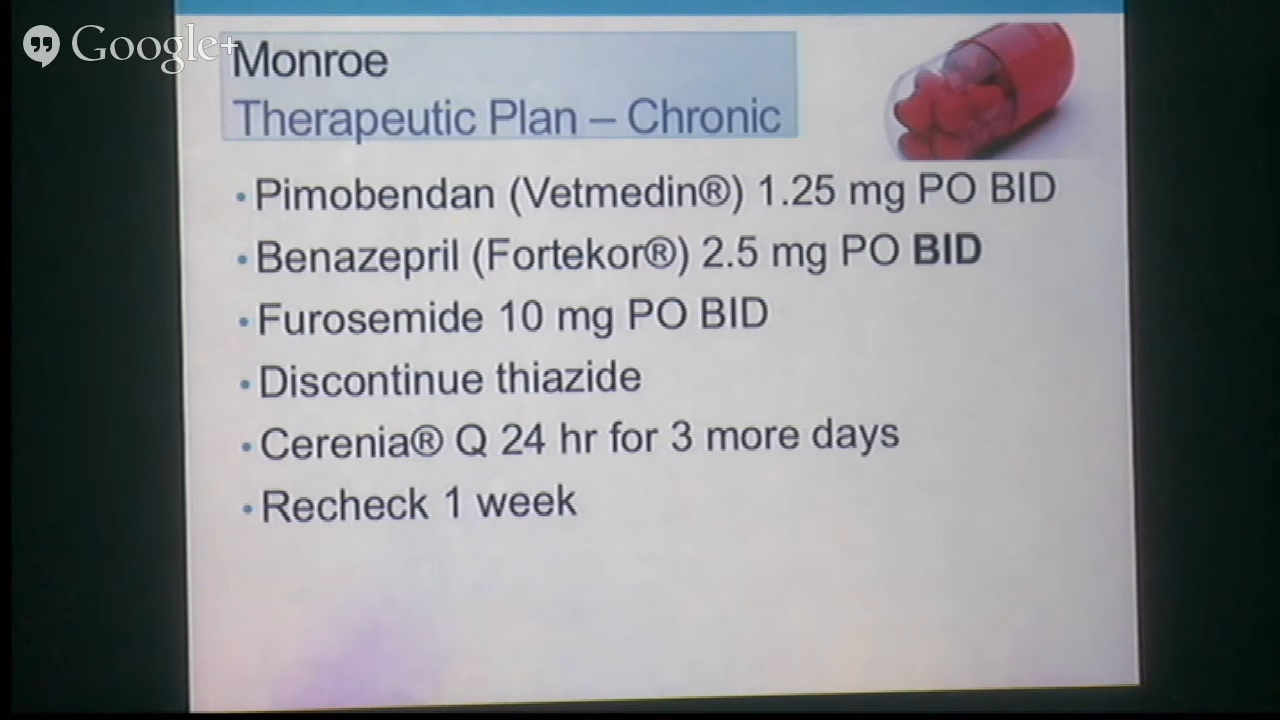 Google+
Monroe
Therapeutic Plan – Chronic
• Pimobendan (Vetmedin®) 1.25 mg PO BID
• Benazepril (Fortekor®) 2.5 mg PO BID
• Furosemide 10 mg PO BID
• Discontinue thiazide
• Cerenia® Q 24 hr for 3 more days
• Recheck 1 week